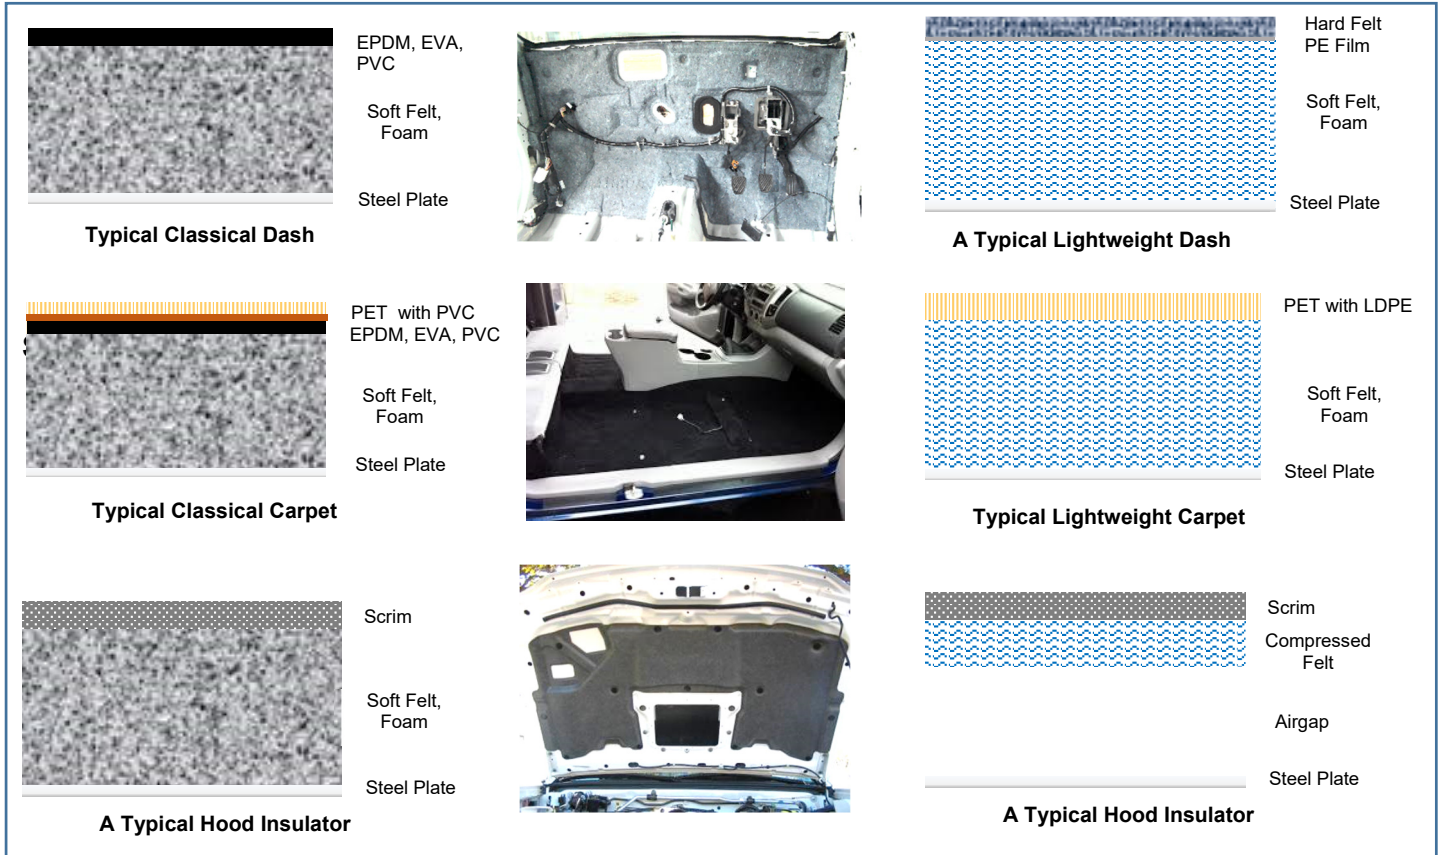 EPDM, EVA,
PVC
Soft Felt,
Foam
Steel Plate
Typical Classical Dash
Hard Felt
PE Film
Soft Felt,
Foam
Steel Plate
A Typical Lightweight Dash
PET with PVC
EPDM, EVA, PVC
Soft Felt,
Foam
Steel Plate
Typical Classical Carpet
PET with LDPE
Soft Felt,
Foam
Steel Plate
Typical Lightweight Carpet
Scrim
Soft Felt,
Foam
Steel Plate
A Typical Hood Insulator
Scrim
Compressed
Felt
Airgap
Steel Plate
A Typical Hood Insulator